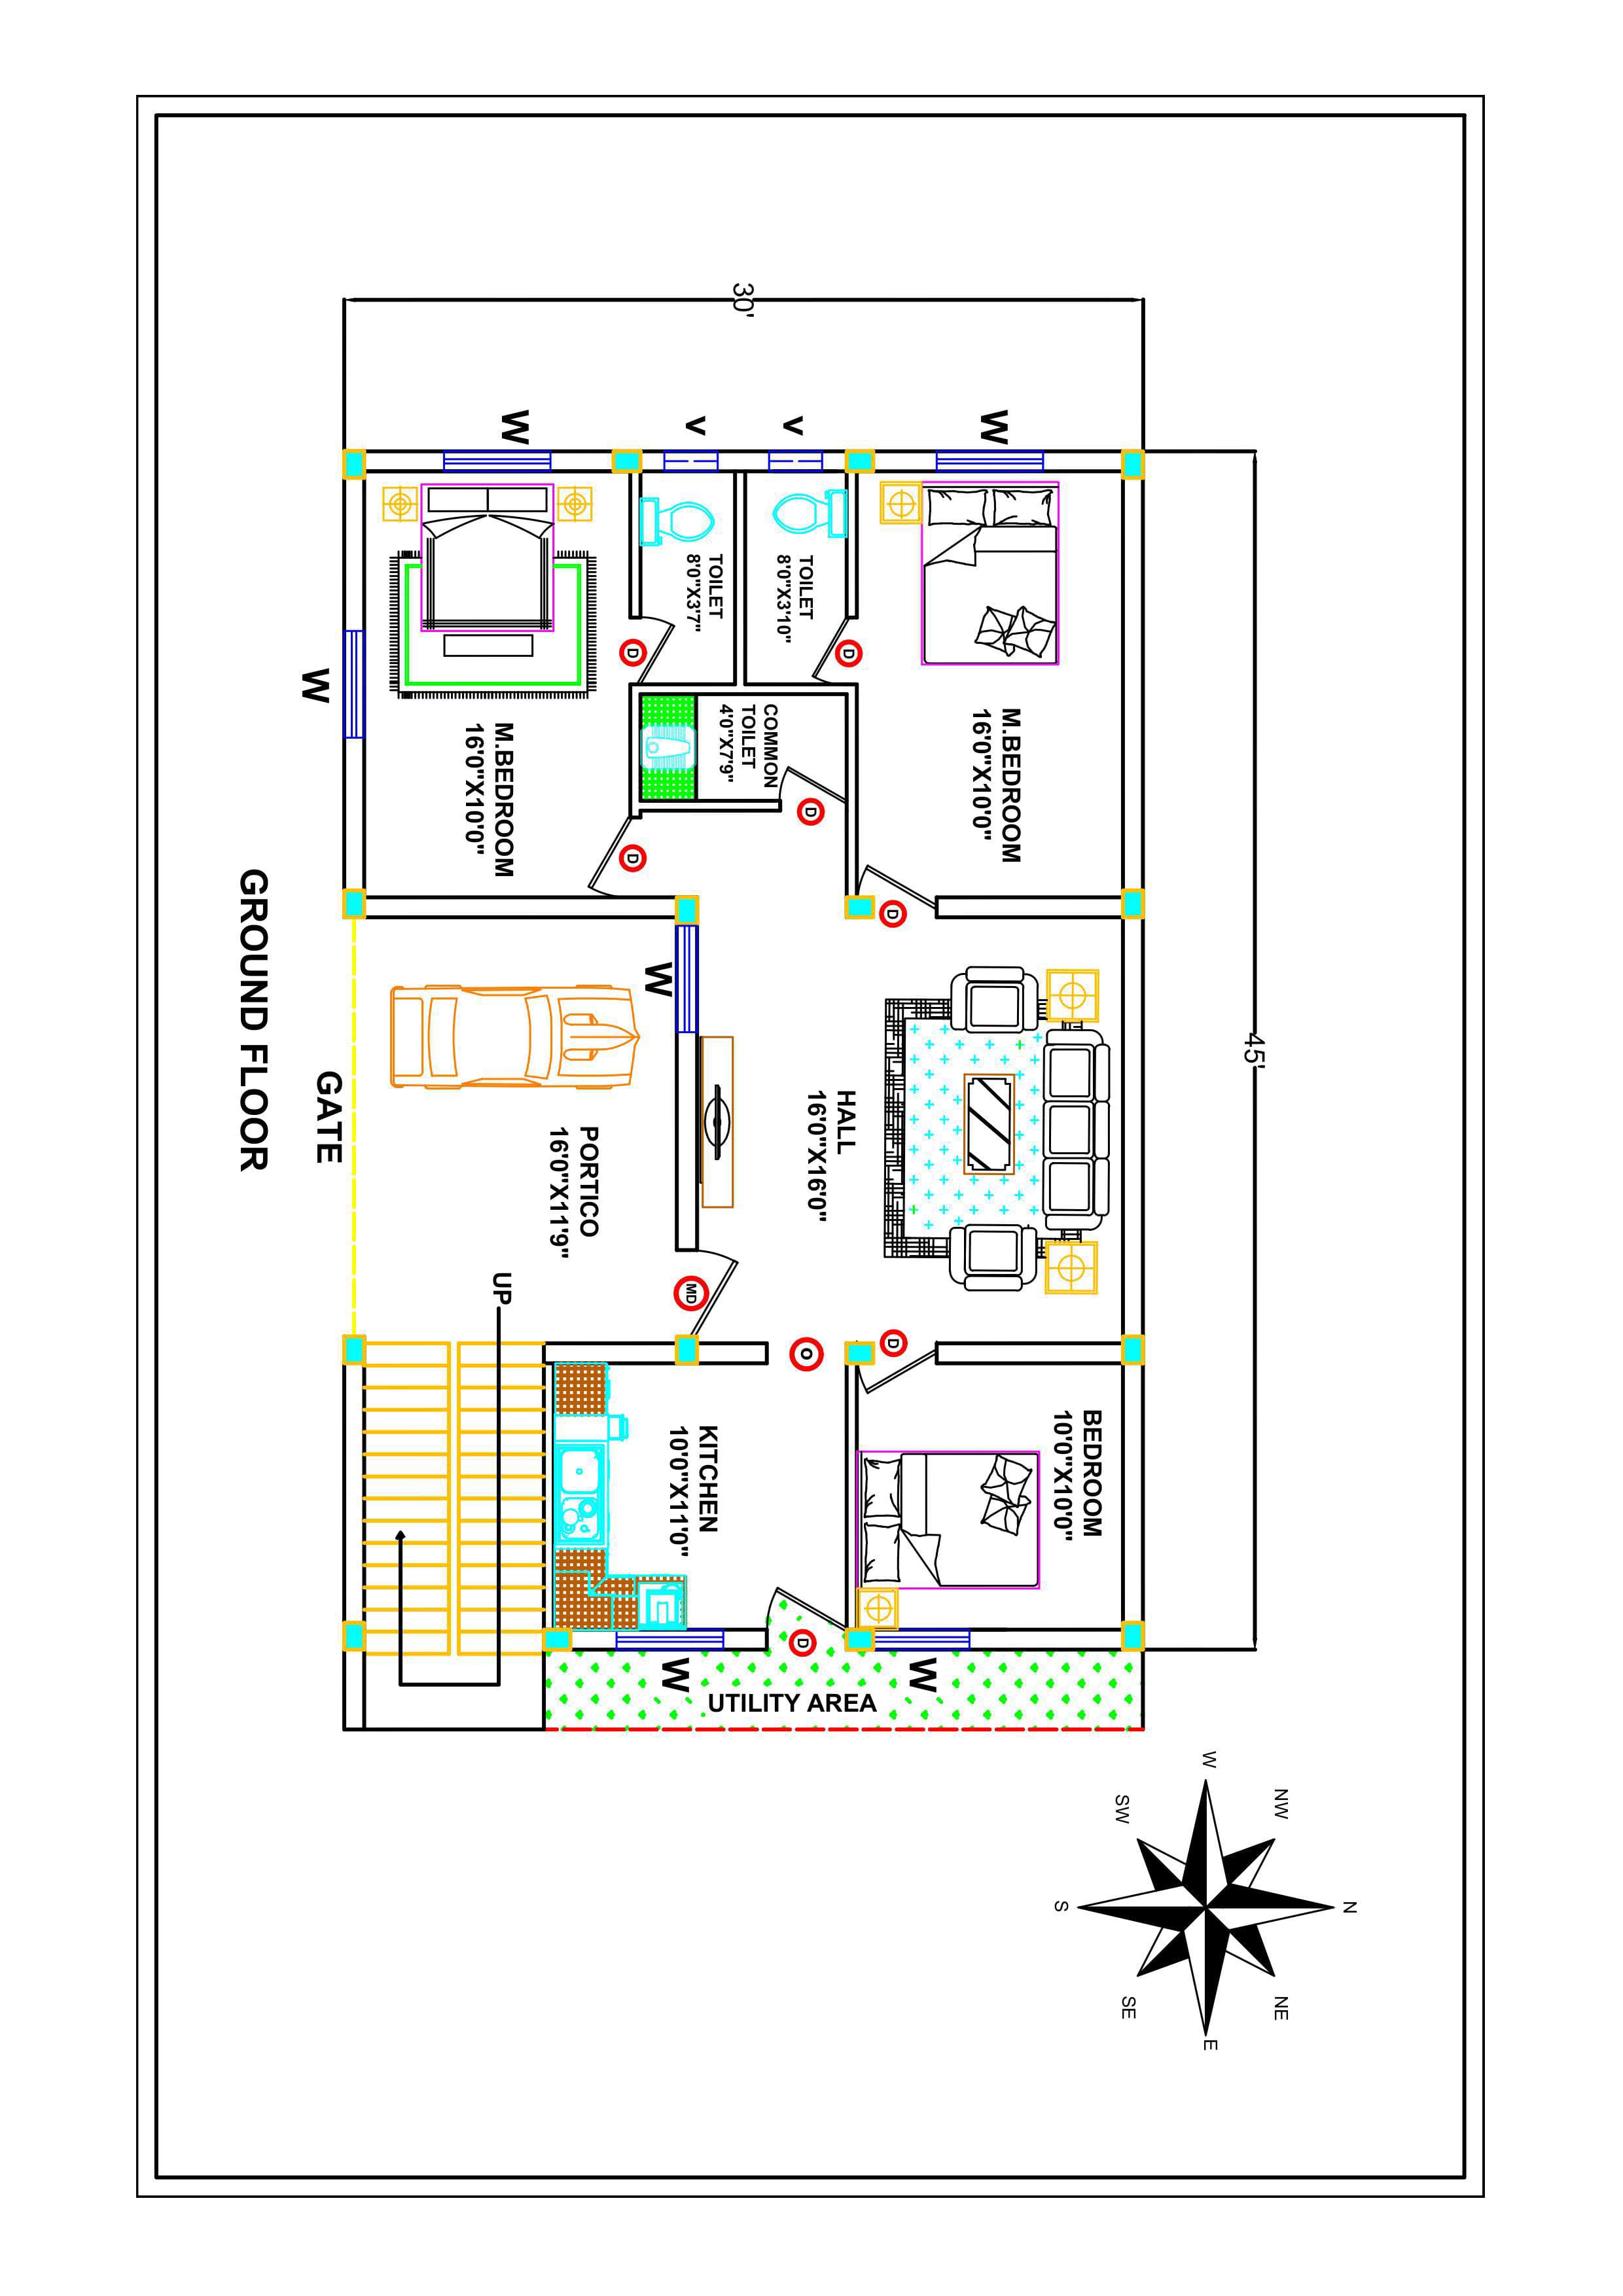 N
NW
NE
W
E
SW
SE
S
45'
30'
BEDROOM
10'0"X10'0"
M.BEDROOM
16'0"X10'0"
W
W
D
D
D
HALL
16'0"X16'0"
UTILITY AREA
TOILET
8'0"X3'10"
V
D
O
D
COMMON
TOILET
4'0"X7'9"
TOILET
8'0"X3'7"
V
KITCHEN
10'0"X11'0"
MD
W
W
D
D
PORTICO
16'0"X11'9"
W
M.BEDROOM
16'0"X10'0"
UP
GATE
W
GROUND FLOOR